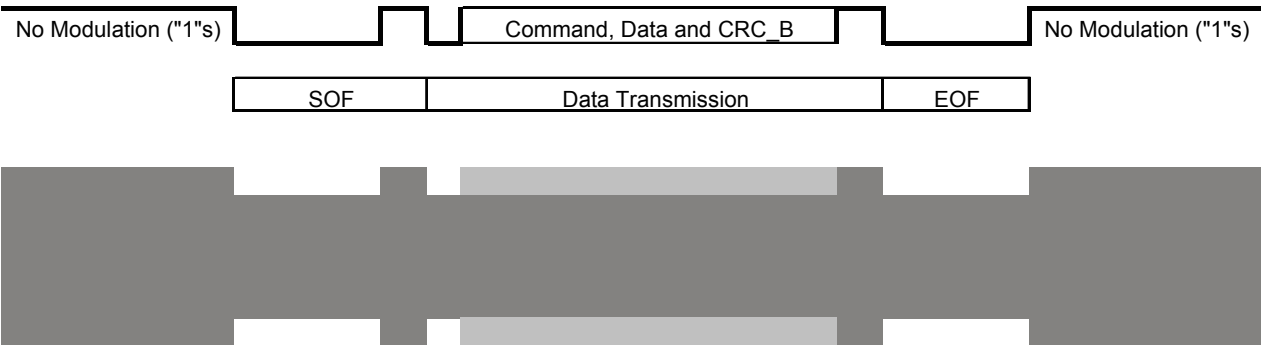 No Modulation ("1"s) Command, Data and CRC_B No Modulation ("1"s)
SOF Data Transmission EOF